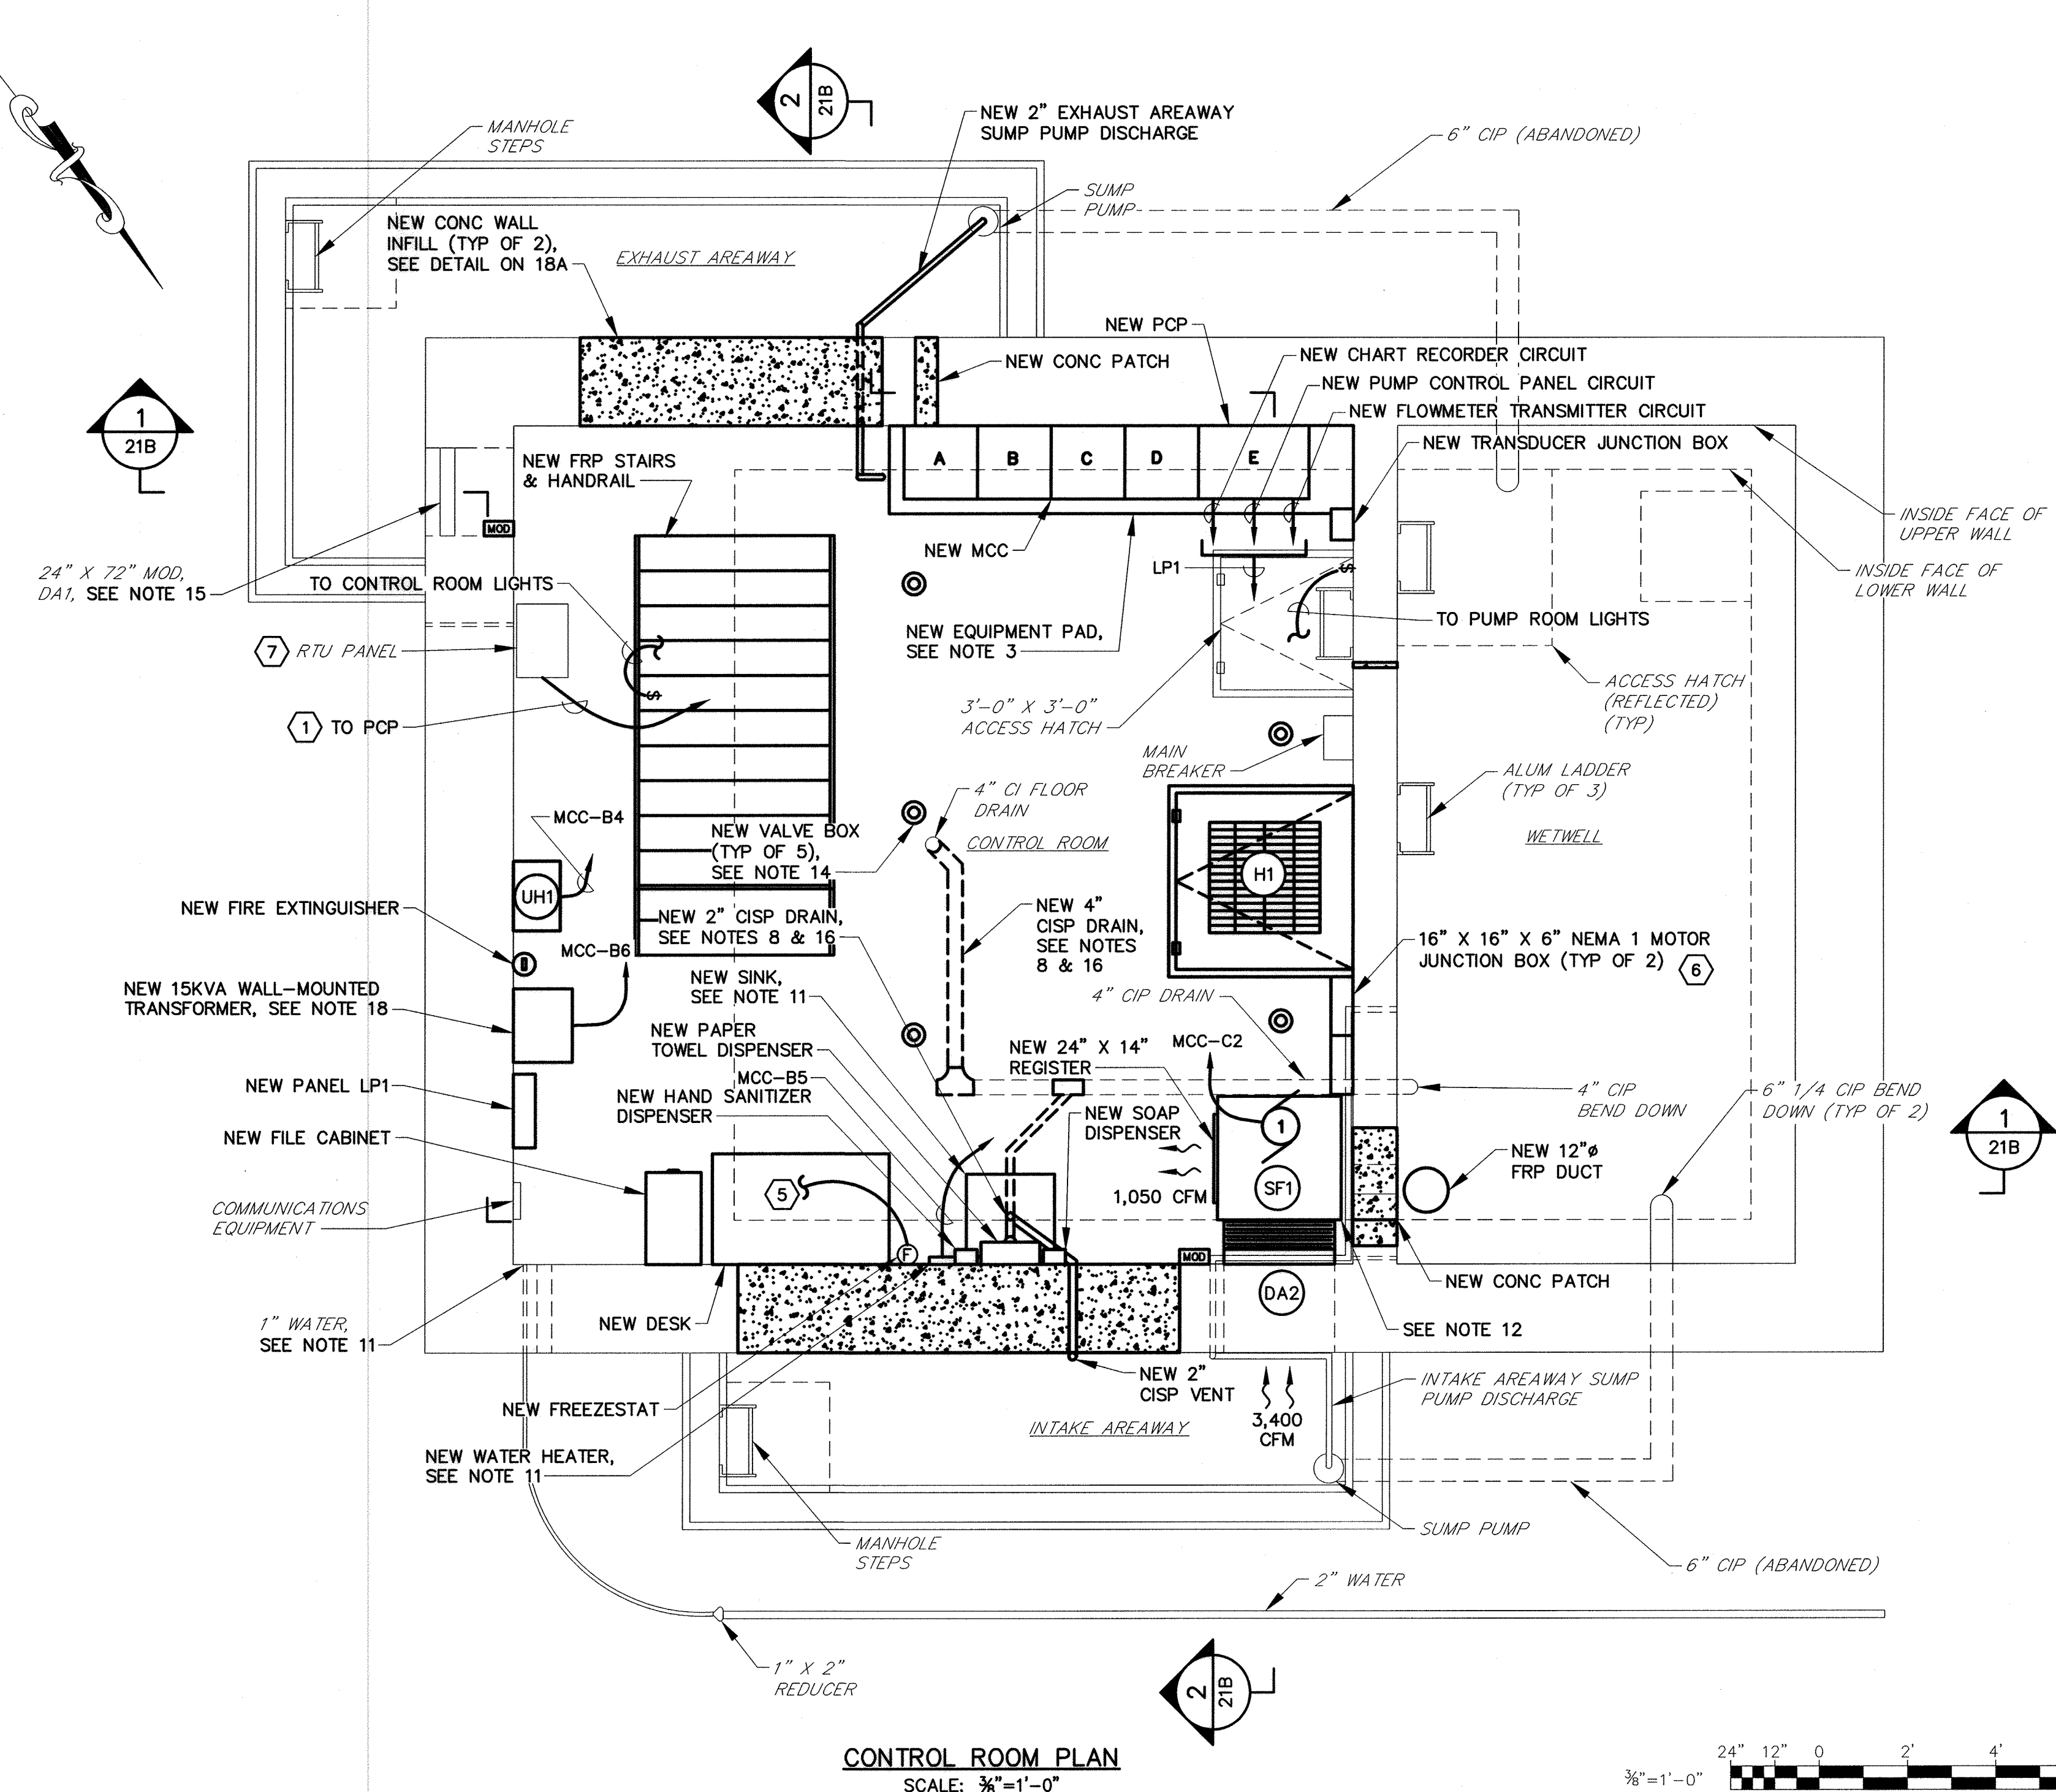 2
21B
NEW 2" EXHAUST AREAWAY
SUMP PUMP DISCHARGE
6" CIP (ABANDONED)
MANHOLE
STEPS
SUMP
PUMP
NEW CONC WALL
INFILL (TYP OF 2),
SEE DETAIL ON 18A
EXHAUST AREAWAY
NEW PCP
NEW CONC PATCH
NEW CHART RECORDER CIRCUIT
NEW PUMP CONTROL PANEL CIRCUIT
NEW FLOWMETER TRANSMITTER CIRCUIT
NEW TRANSDUCER JUNCTION BOX
1
21B
NEW FRP STAIRS
& HANDRAIL
A
B
C
D
E
MOD
NEW MCC
INSIDE FACE OF
UPPER WALL
INSIDE FACE OF
LOWER WALL
24" X 72" MOD,
DA1, SEE NOTE 15
TO CONTROL ROOM LIGHTS
LP1
S
NEW EQUIPMENT PAD,
SEE NOTE 3
TO PUMP ROOM LIGHTS
7 RTU PANEL
S
ACCESS HATCH
(REFLECTED)
(TYP)
3'-0" X 3'-0"
ACCESS HATCH
1 TO PCP
MAIN
BREAKER
ALUM LADDER
(TYP OF 3)
4" CI FLOOR
DRAIN
MCC-B4
NEW VALVE BOX
(TYP OF 5),
SEE NOTE 14
CONTROL ROOM
WETWELL
H1
UH1
NEW FIRE EXTINGUISHER
NEW 2" CISP DRAIN,
SEE NOTES 8 & 16
NEW 4"
CISP DRAIN,
SEE NOTES
8 & 16
16" X 16" X 6" NEMA 1 MOTOR
JUNCTION BOX (TYP OF 2) 6
MCC-B6
NEW 15KVA WALL-MOUNTED
TRANSFORMER, SEE NOTE 18
NEW SINK,
SEE NOTE 11
4" CIP DRAIN
NEW PAPER
TOWEL DISPENSER
NEW 24" X 14"
REGISTER
MCC-C2
NEW PANEL LP1
MCC-B5
NEW HAND SANITIZER
DISPENSER
4" CIP
BEND DOWN
6" 1/4 CIP BEND
DOWN (TYP OF 2)
NEW SOAP
DISPENSER
1
1
21B
NEW FILE CABINET
NEW 12"ø
FRP DUCT
5
1,050 CFM
SF1
COMMUNICATIONS
EQUIPMENT
F
MOD
NEW CONC PATCH
DA2
1" WATER,
SEE NOTE 11
NEW DESK
SEE NOTE 12
NEW 2"
CISP VENT
INTAKE AREAWAY SUMP
PUMP DISCHARGE
NEW FREEZESTAT
INTAKE AREAWAY
3,400
CFM
NEW WATER HEATER,
SEE NOTE 11
SUMP PUMP
MANHOLE
STEPS
6" CIP (ABANDONED)
2" WATER
1" X 2"
REDUCER
2
21B
CONTROL ROOM PLAN
SCALE: 3/8"=1'-0"
24" 12" 0 2' 4'
3/8"=1'-0"